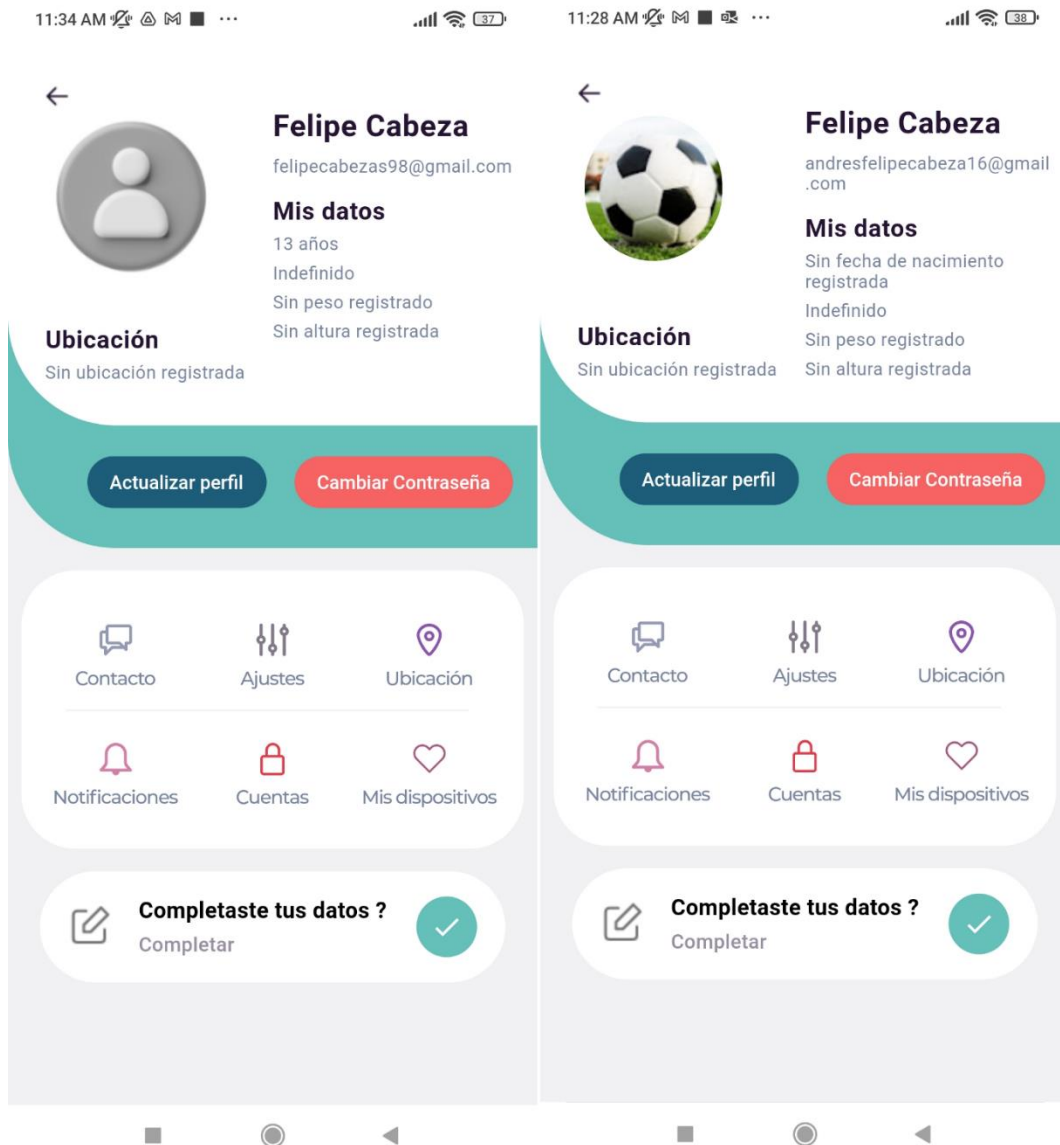 11:34 AM ...
37
Felipe Cabeza
felipecabezas98@gmail.com
Mis datos
13 años
Indefinido
Sin peso registrado
Sin altura registrada
Ubicación
Sin ubicación registrada
Actualizar perfil
Cambiar Contraseña
Contacto
Ajustes
Ubicación
Notificaciones
Cuentas
Mis dispositivos
Completaste tus datos ?
Completar
11:28 AM ...
38
Felipe Cabeza
andresfelipecabeza16@gmail
.com
Mis datos
Sin fecha de nacimiento
registrada
Indefinido
Sin peso registrado
Sin altura registrada
Ubicación
Sin ubicación registrada
Actualizar perfil
Cambiar Contraseña
Contacto
Ajustes
Ubicación
Notificaciones
Cuentas
Mis dispositivos
Completaste tus datos ?
Completar